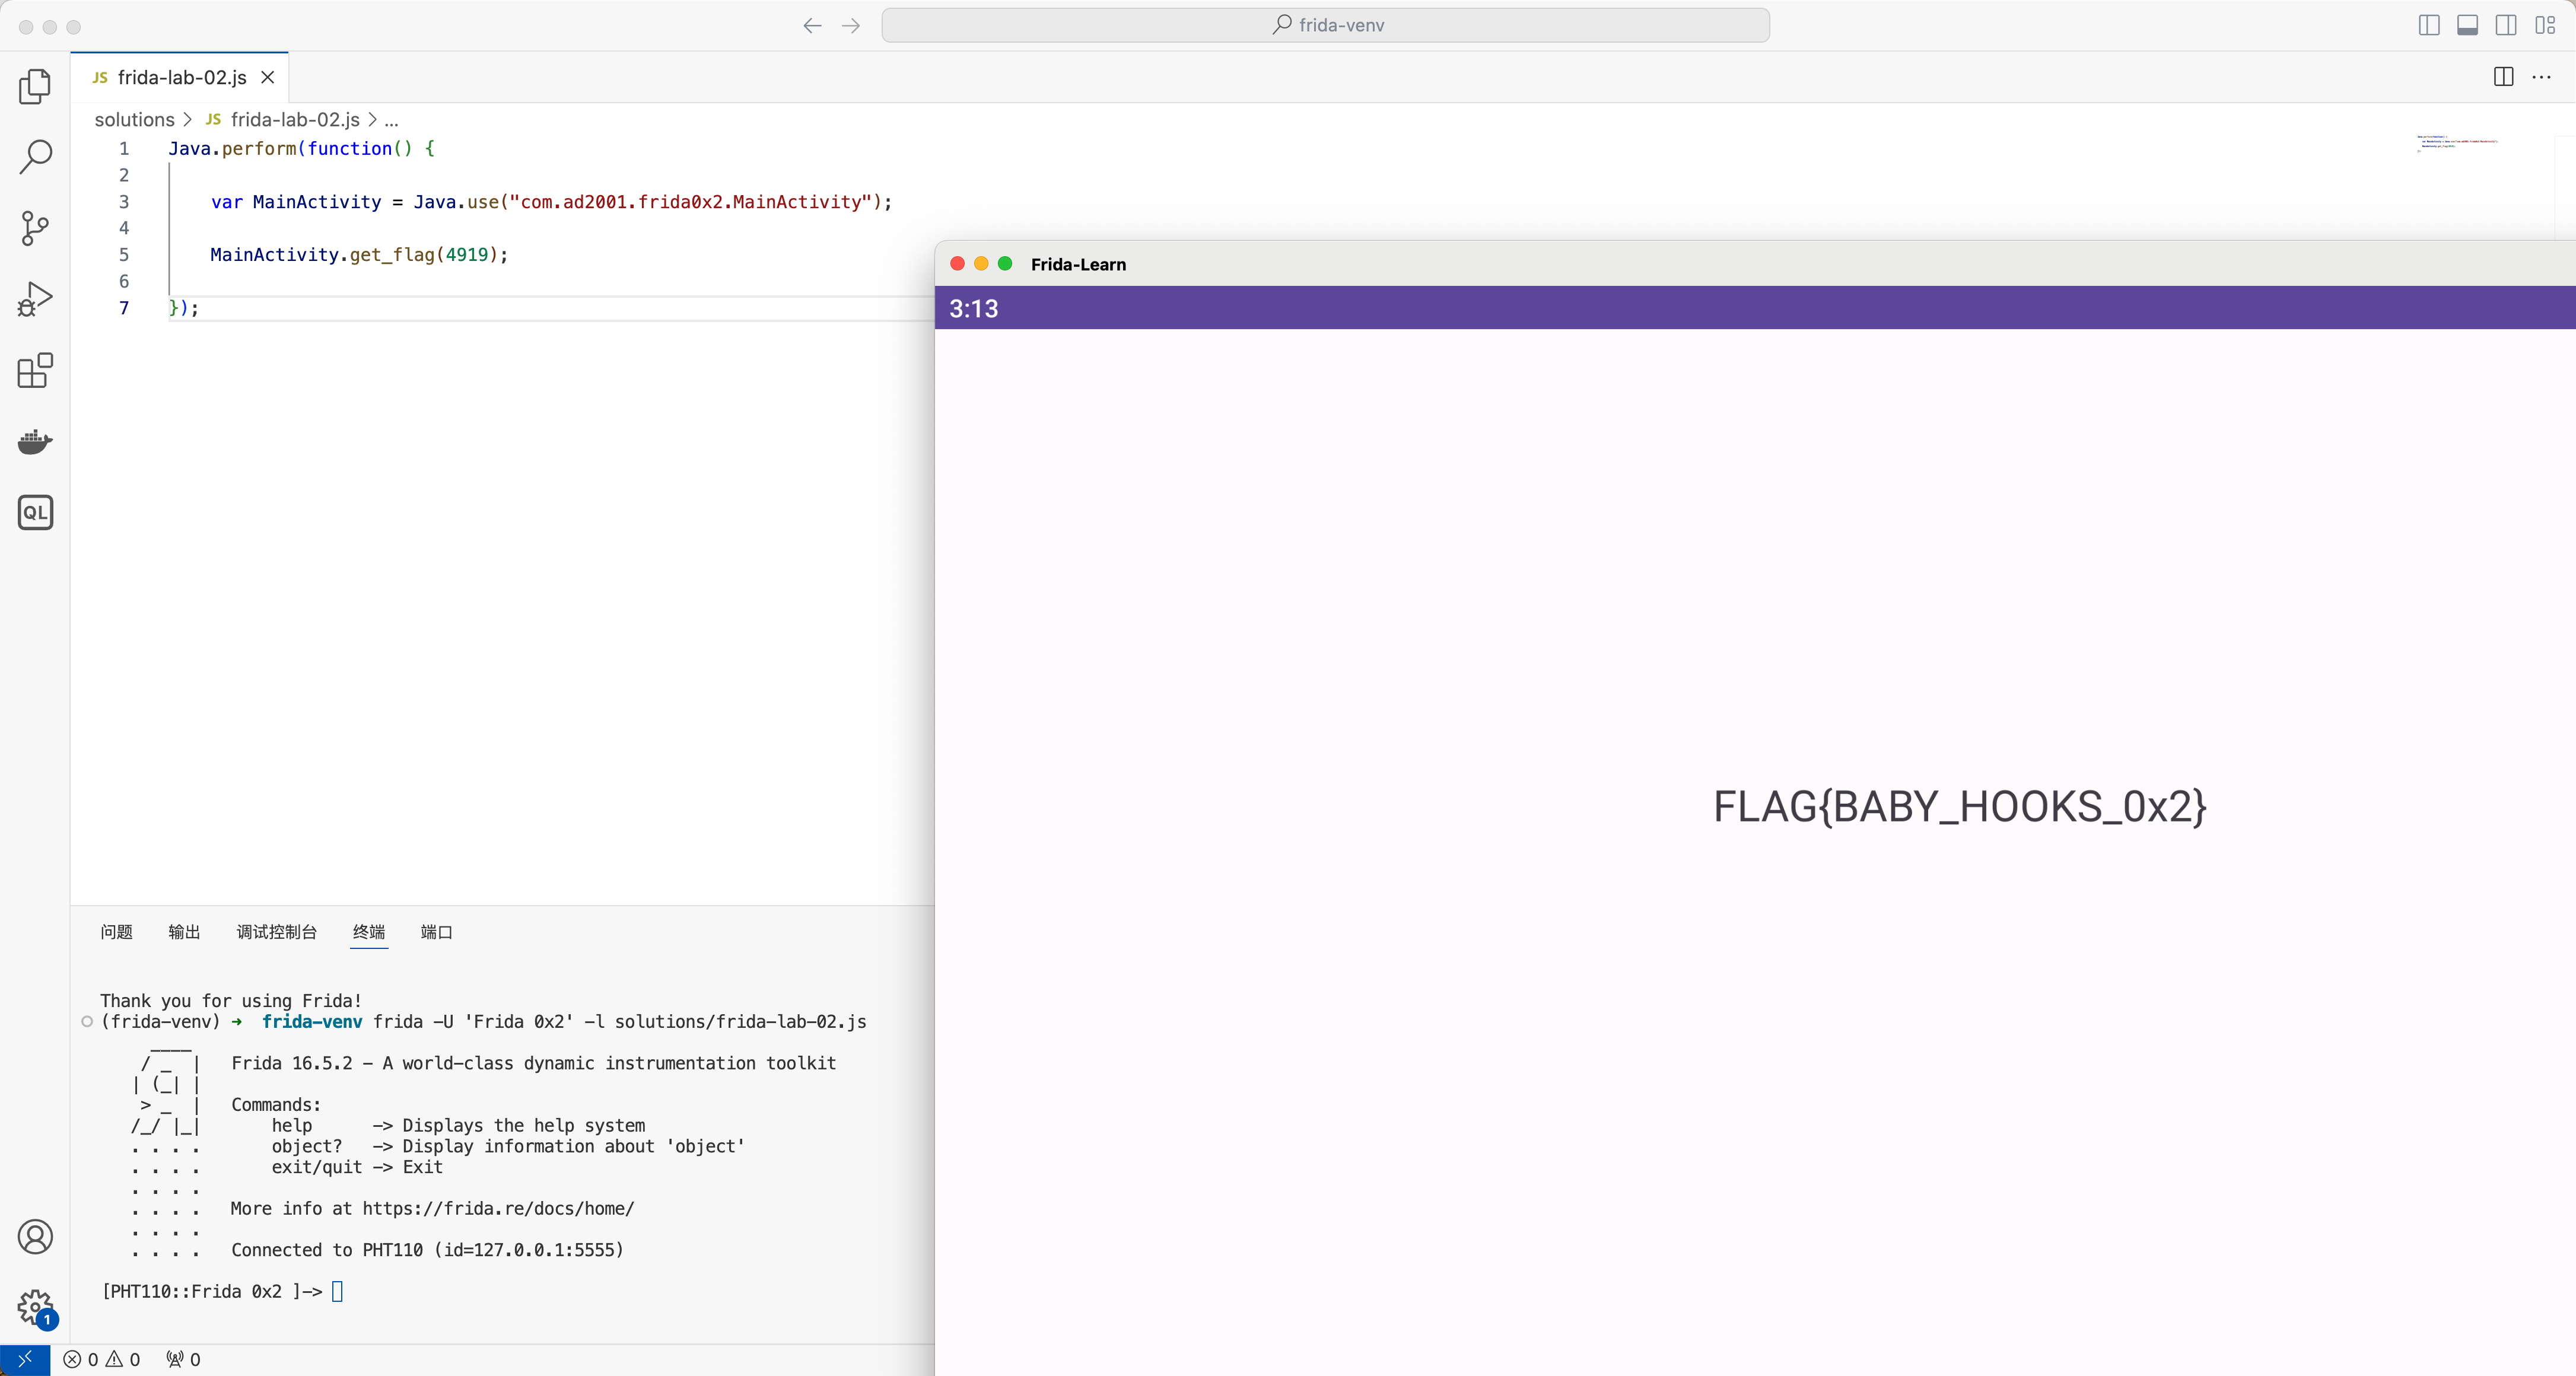 frida-venv
JS frida-lab-02.js
solutions > JS frida-lab-02.js > ...
1 Java.perform(function() {
2
3 var MainActivity = Java.use("com.ad2001.frida0x2.MainActivity");
4
5 MainActivity.get_flag(4919);
6
7 });
Frida-Learn
3:13
FLAG{BABY_HOOKS_0x2}
QL
问题 输出 调试控制台 终端 端口
Thank you for using Frida!
(frida-venv) ➜ frida-venv frida -U 'Frida 0x2' -l solutions/frida-lab-02.js
     ____
    / _  |   Frida 16.5.2 - A world-class dynamic instrumentation toolkit
   | (_| |
    > _  |   Commands:
   /_/ |_|       help      -> Displays the help system
   . . . .       object?   -> Display information about 'object'
   . . . .       exit/quit -> Exit
   . . . .
   . . . .   More info at https://frida.re/docs/home/
   . . . .
   . . . .   Connected to PHT110 (id=127.0.0.1:5555)
[PHT110::Frida 0x2 ]->
1
0 0 0